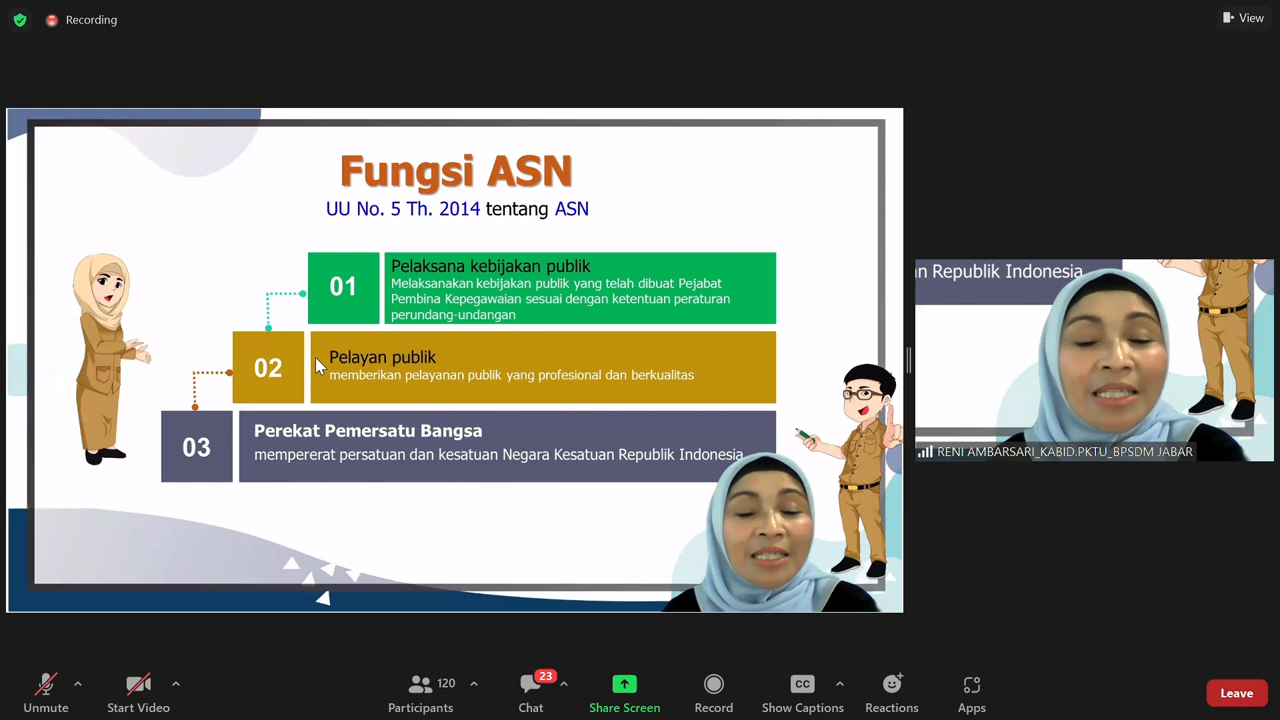 Recording
View
Fungsi ASN
UU No. 5 Th. 2014 tentang ASN
01
Pelaksana kebijakan publik
Melaksanakan kebijakan publik yang telah dibuat Pejabat
Pembina Kepegawaian sesuai dengan ketentuan peraturan
perundang-undangan
02
Pelayan publik
memberikan pelayanan publik yang profesional dan berkualitas
03
Perekat Pemersatu Bangsa
mempererat persatuan dan kesatuan Negara Kesatuan Republik Indonesia
n Republik Indonesia
RENI AMBARSARI_KABID.PKTU_BPSDM JABAR
Unmute
Start Video
120
Participants
23
Chat
Share Screen
Record
CC
Show Captions
Reactions
Apps
Leave